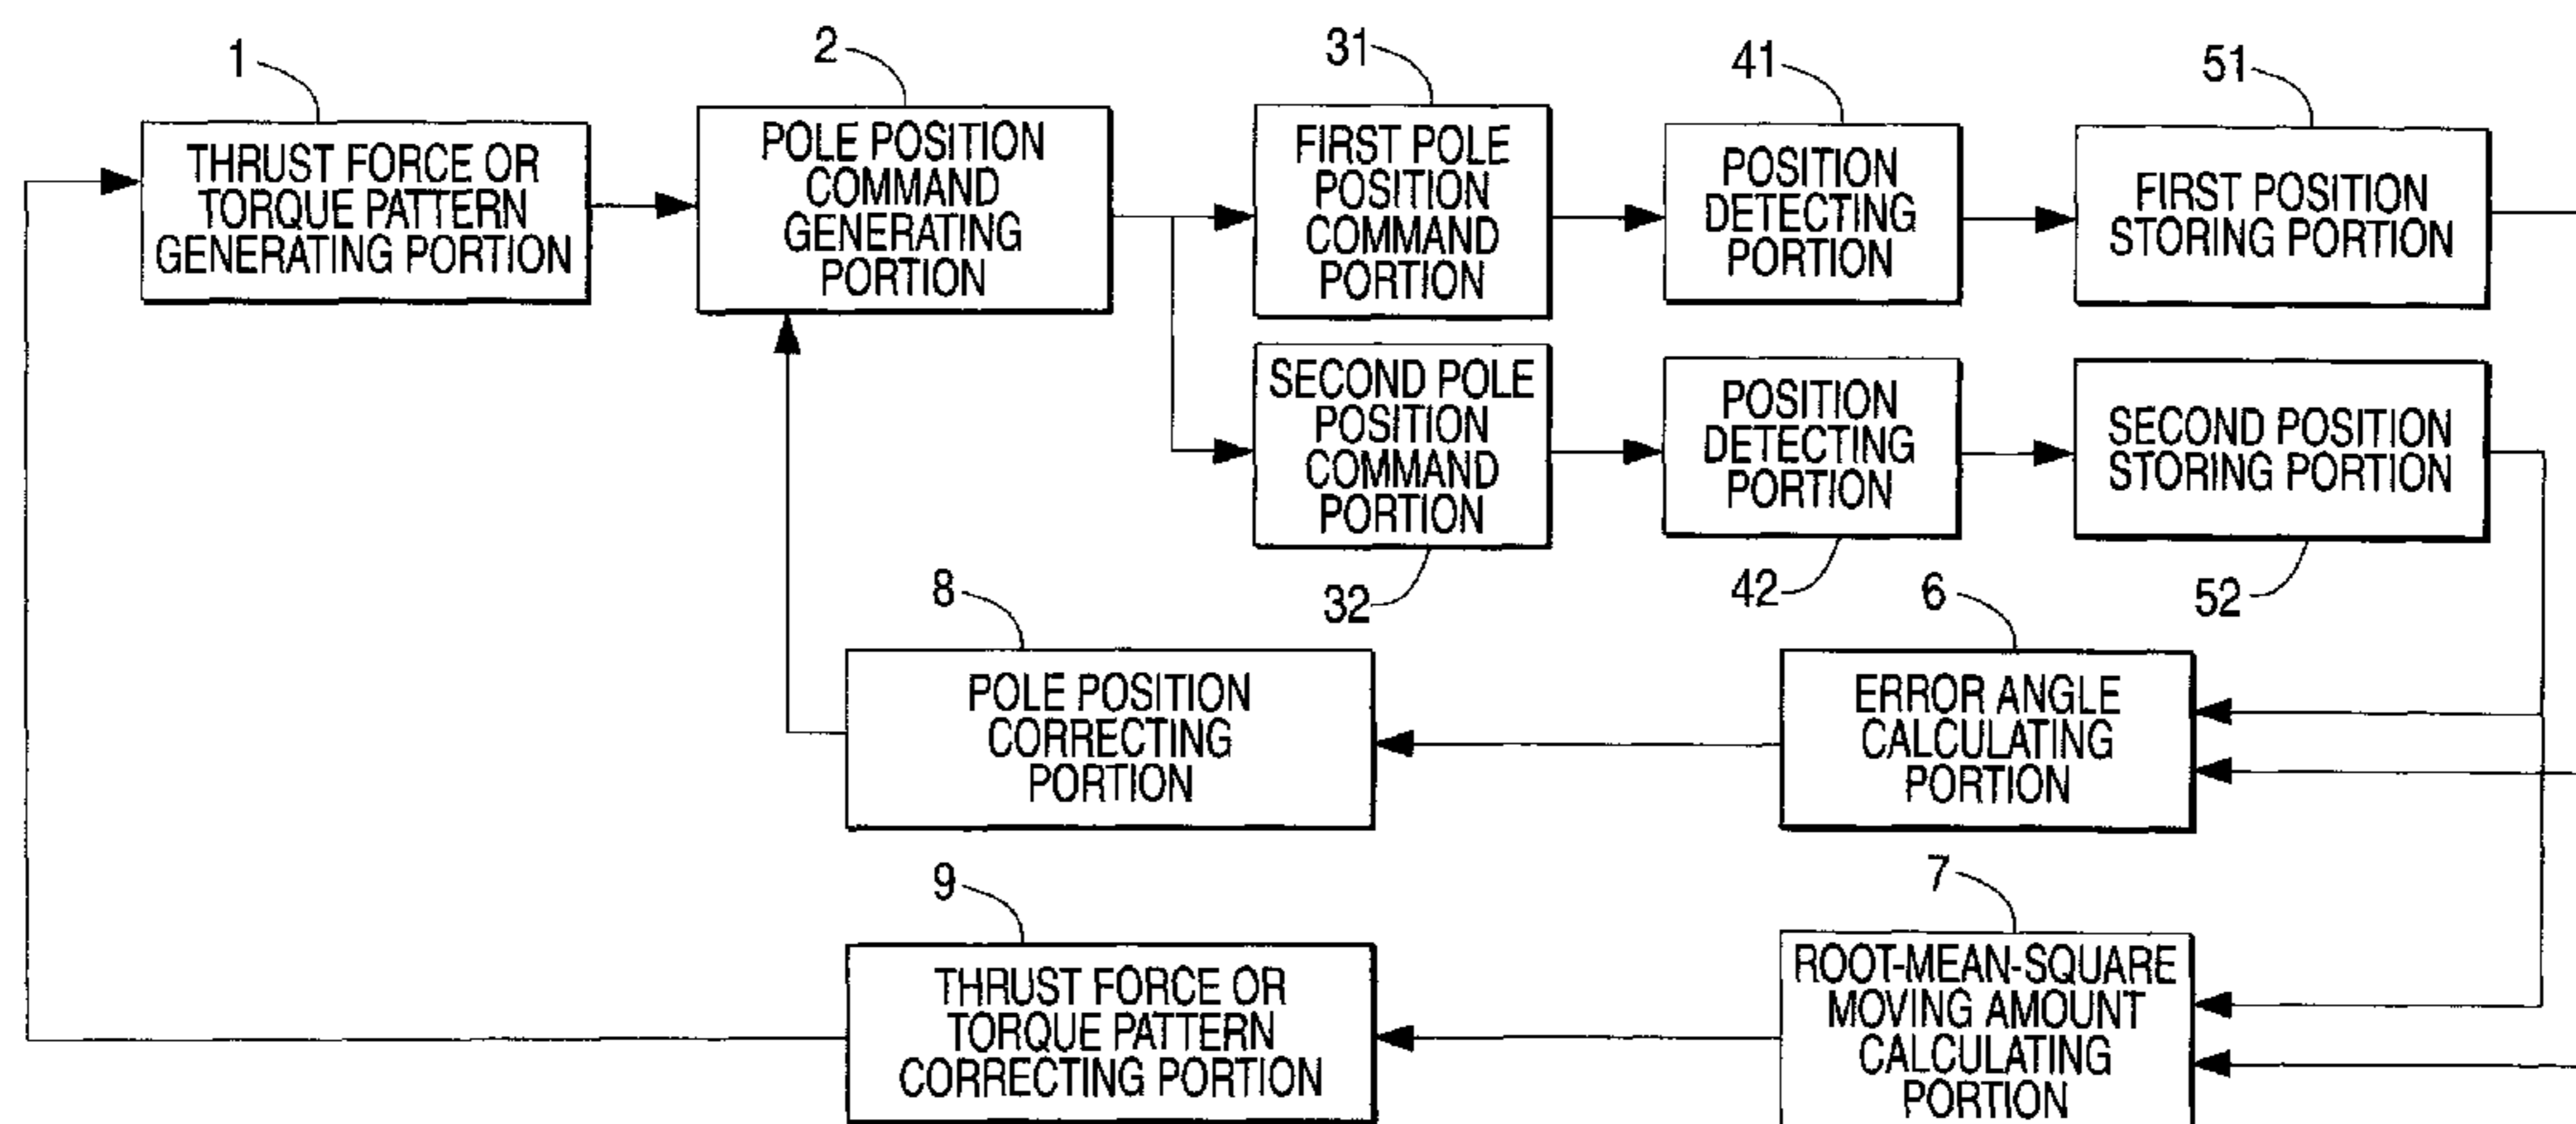 1
THRUST FORCE OR
TORQUE PATTERN
GENERATING PORTION
2
POLE POSITION
COMMAND
GENERATING
PORTION
31
FIRST POLE
POSITION
COMMAND
PORTION
41
POSITION
DETECTING
PORTION
51
FIRST POSITION
STORING PORTION
SECOND POLE
POSITION
COMMAND
PORTION
32
POSITION
DETECTING
PORTION
42
SECOND POSITION
STORING PORTION
52
8
POLE POSITION
CORRECTING
PORTION
6
ERROR ANGLE
CALCULATING
PORTION
9
THRUST FORCE OR
TORQUE PATTERN
CORRECTING PORTION
7
ROOT-MEAN-SQUARE
MOVING AMOUNT
CALCULATING
PORTION